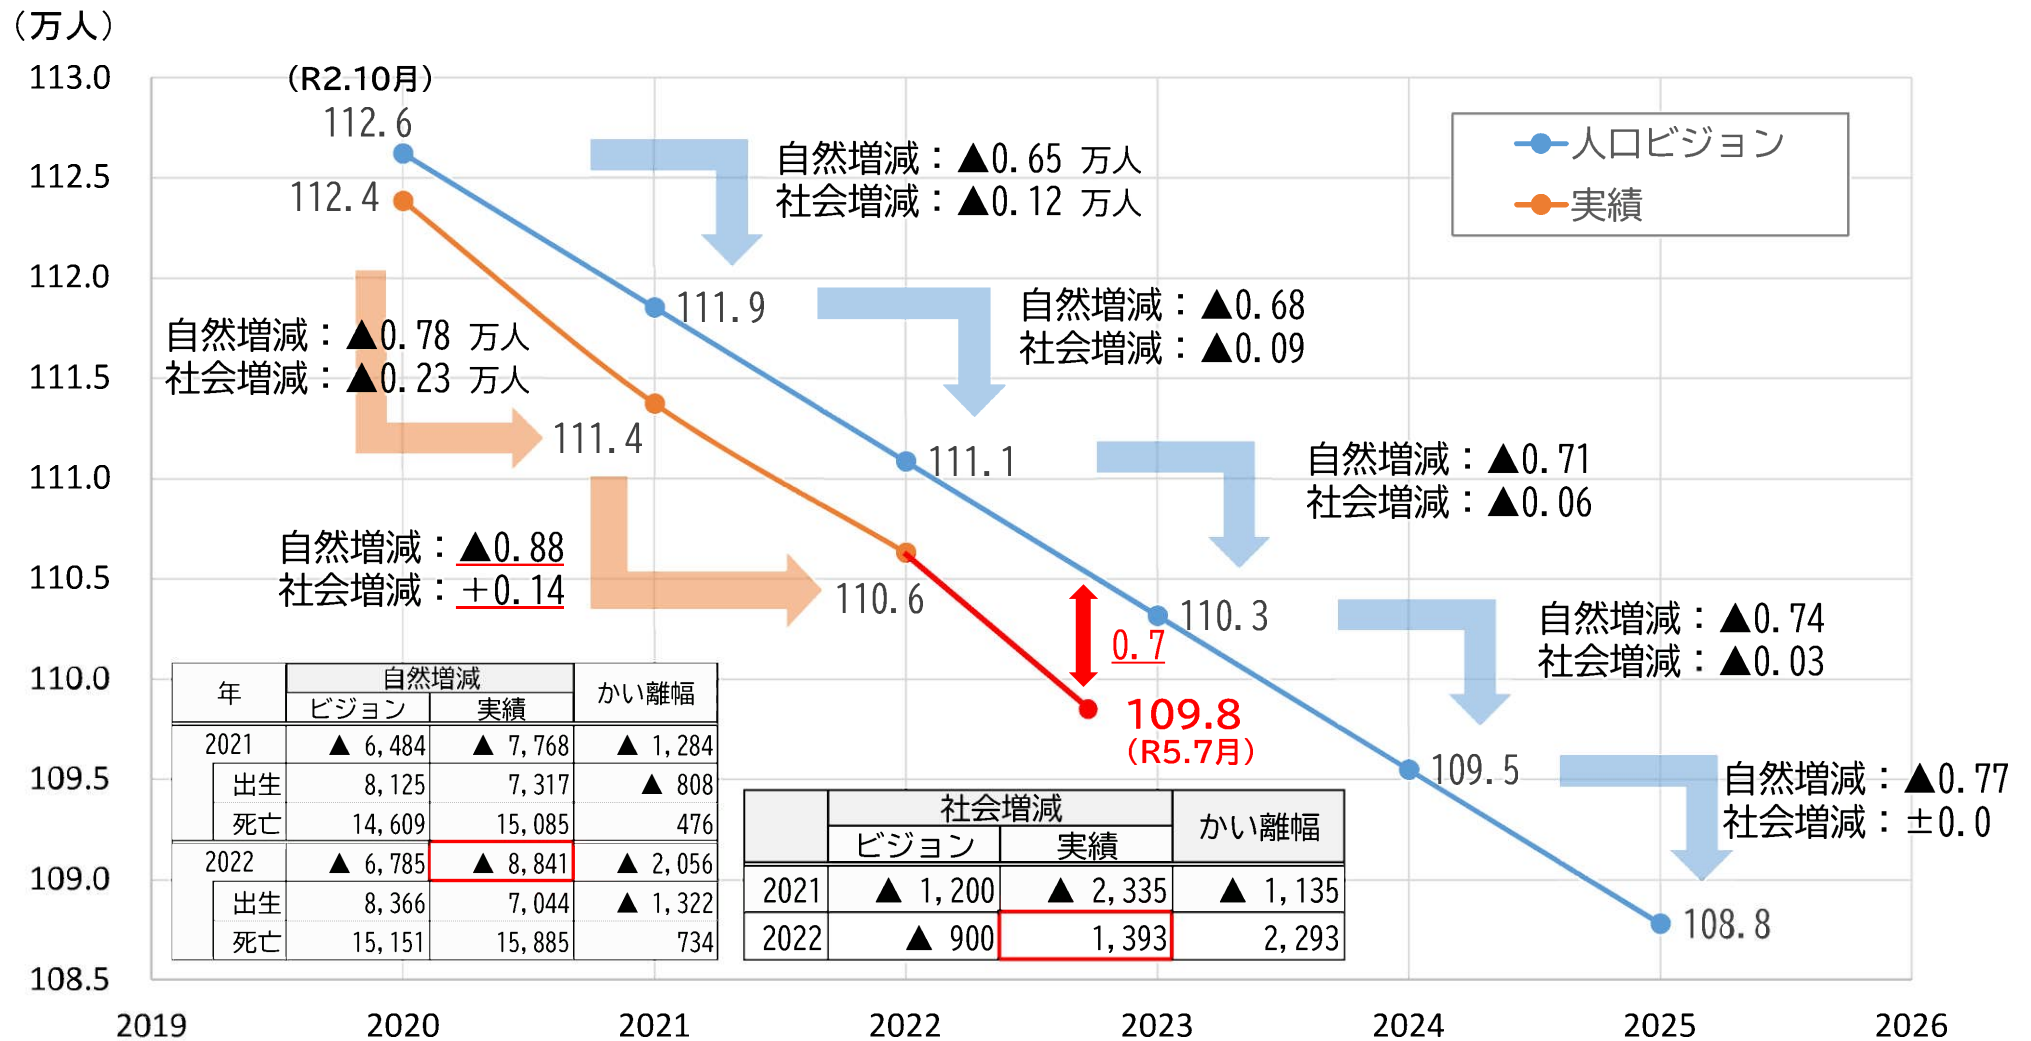 （万人）
113.0
112.5
112.0
111.5
111.0
110.5
110.0
109.5
109.0
108.5
2019 2020 2021 2022 2023 2024 2025 2026
（R2.10月）
112.6
112.4
人口ビジョン
実績
自然増減：▲0.65 万人
社会増減：▲0.12 万人
111.9
自然増減：▲0.68
社会増減：▲0.09
自然増減：▲0.78 万人
社会増減：▲0.23 万人
111.4
111.1
自然増減：▲0.71
社会増減：▲0.06
自然増減：▲0.88
社会増減：＋0.14
110.6
110.3
0.7
自然増減：▲0.74
社会増減：▲0.03
109.8
（R5.7月）
109.5
自然増減：▲0.77
社会増減：±0.0
108.8
年 自然増減 かい離幅
ビジョン 実績
2021 ▲ 6,484 ▲ 7,768 ▲ 1,284
出生 8,125 7,317 ▲ 808
死亡 14,609 15,085 476
2022 ▲ 6,785 ▲ 8,841 ▲ 2,056
出生 8,366 7,044 ▲ 1,322
死亡 15,151 15,885 734
社会増減 かい離幅
ビジョン 実績
2021 ▲ 1,200 ▲ 2,335 ▲ 1,135
2022 ▲ 900 1,393 2,293